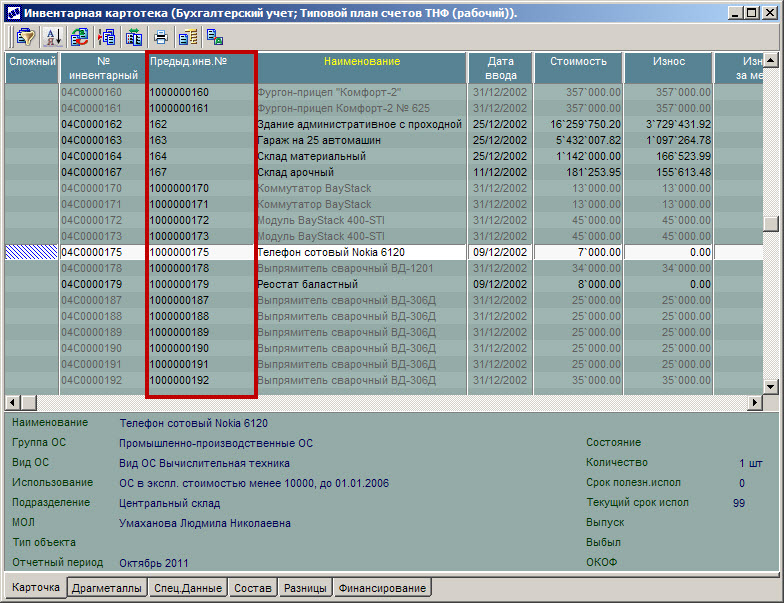 Инвентарная картотека (Бухгалтерский учет; Типовой план счетов ТНФ (рабочий)).
Сложный № инвентарный Предыд.инв.№ Наименование Дата ввода Стоимость Износ Изн за ме
04С0000160 1000000160 Фургон-прицеп "Комфорт-2" 31/12/2002 357`000.00 357`000.00
04С0000161 1000000161 Фургон-прицеп Комфорт-2 № 625 31/12/2002 357`000.00 357`000.00
04С0000162 162 Здание административное с проходной 25/12/2002 16`259`750.20 3`729`431.92
04С0000163 163 Гараж на 25 автомашин 25/12/2002 5`432`007.82 1`097`264.78
04С0000164 164 Склад материальный 25/12/2002 1`142`000.00 166`523.99
04С0000167 167 Склад арочный 11/12/2002 181`253.95 155`613.48
04С0000170 1000000170 Коммутатор BayStack 31/12/2002 13`000.00 13`000.00
04С0000171 1000000171 Коммутатор BayStack 31/12/2002 13`000.00 13`000.00
04С0000172 1000000172 Модуль BayStack 400-STI 31/12/2002 45`000.00 45`000.00
04С0000173 1000000173 Модуль BayStack 400-STI 31/12/2002 45`000.00 45`000.00
04С0000175 1000000175 Телефон сотовый Nokia 6120 09/12/2002 7`000.00 0.00
04С0000178 1000000178 Выпрямитель сварочный ВД-1201 31/12/2002 34`000.00 34`000.00
04С0000179 1000000179 Реостат баластный 09/12/2002 8`000.00 0.00
04С0000187 1000000187 Выпрямитель сварочный ВД-306Д 31/12/2002 25`000.00 25`000.00
04С0000188 1000000188 Выпрямитель сварочный ВД-306Д 31/12/2002 25`000.00 25`000.00
04С0000189 1000000189 Выпрямитель сварочный ВД-306Д 31/12/2002 25`000.00 25`000.00
04С0000190 1000000190 Выпрямитель сварочный ВД-306Д 31/12/2002 25`000.00 25`000.00
04С0000191 1000000191 Выпрямитель сварочный ВД-306Д 31/12/2002 25`000.00 25`000.00
04С0000192 1000000192 Выпрямитель сварочный ВД-306Д 31/12/2002 35`000.00 35`000.00
Наименование Телефон сотовый Nokia 6120
Группа ОС Промышленно-производственные ОС Состояние
Вид ОС Вид ОС Вычислительная техника Количество 1 шт
Использование ОС в экспл. стоимостью менее 10000, до 01.01.2006 Срок полезн.испол 0
Подразделение Центральный склад Текущий срок испол 99
МОЛ Умаханова Людмила Николаевна Выпуск
Тип объекта Выбыл
Отчетный период Октябрь 2011 ОКОФ
Карточка Драгметаллы Спец.Данные Состав Разницы Финансирование